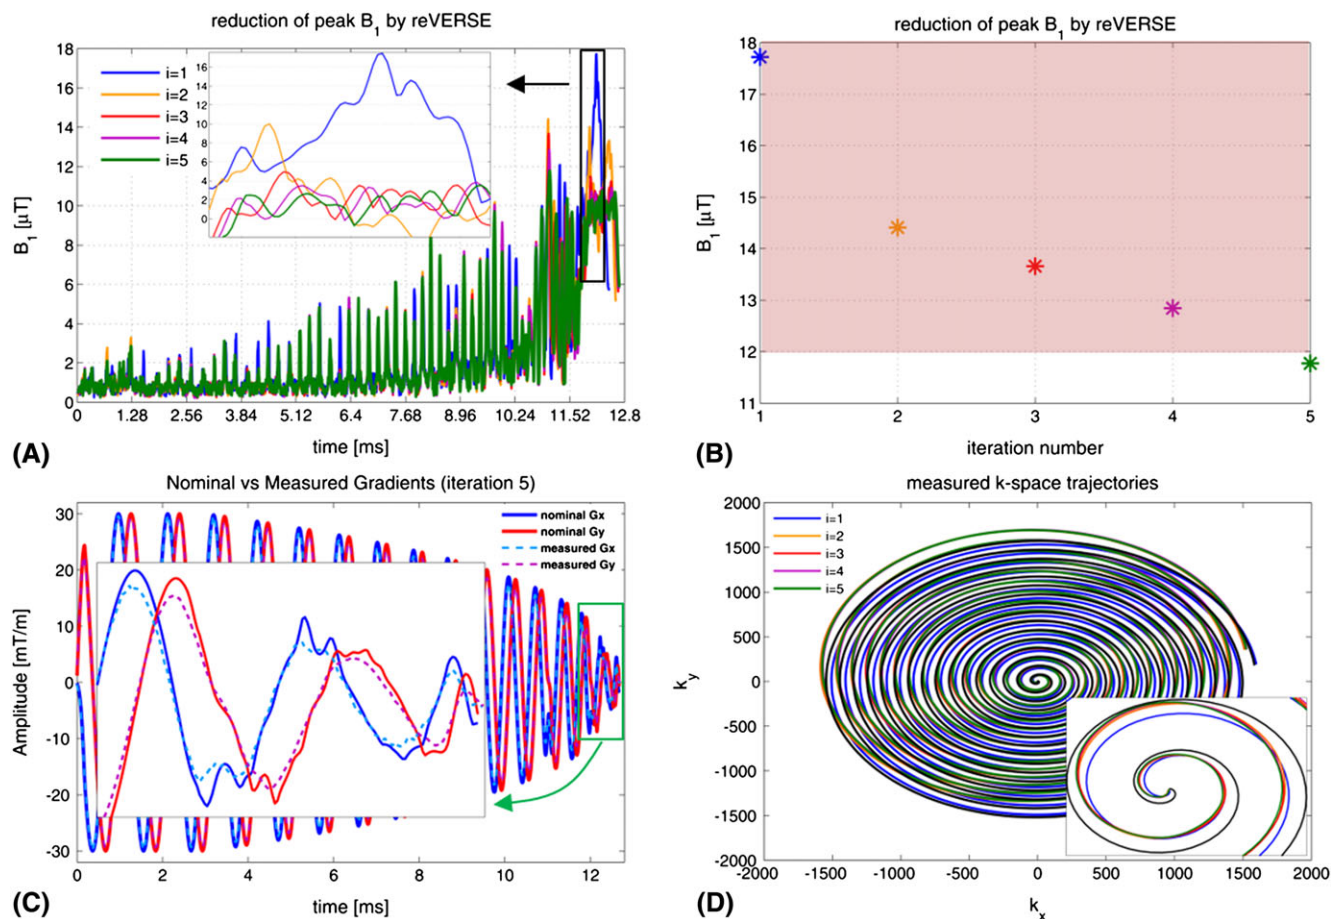 reduction of peak B1 by reVERSE
18
16
14
12
10
8
6
4
2
0
B1 [μT]
i=1
i=2
i=3
i=4
i=5
16
14
12
10
8
6
4
2
0
0 1.28 2.56 3.84 5.12 6.4 7.68 8.96 10.24 11.52 12.8
time [ms]
(A)
reduction of peak B1 by reVERSE
18
17
16
15
14
13
12
11
B1 [μT]
1 2 3 4 5
iteration number
(B)
Nominal vs Measured Gradients (iteration 5)
30
20
10
0
-10
-20
-30
Amplitude [mT/m]
nominal Gx
nominal Gy
measured Gx
measured Gy
0 2 4 6 8 10 12
time [ms]
(C)
measured k-space trajectories
2000
1500
1000
500
0
-500
-1000
-1500
-2000
ky
i=1
i=2
i=3
i=4
i=5
-2000 -1500 -1000 -500 0 500 1000 1500 2000
kx
(D)